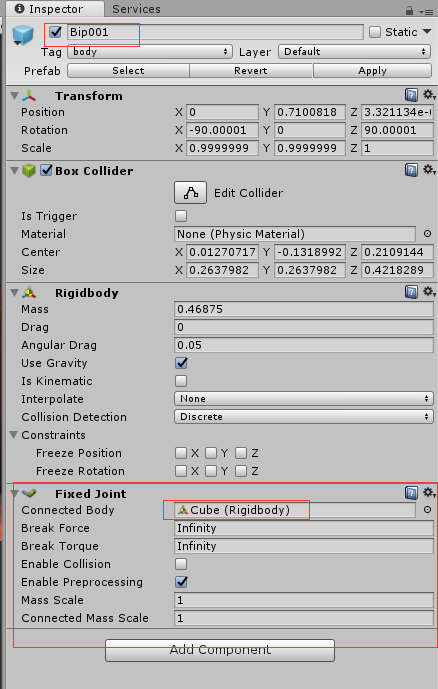 Inspector Services
Bip001 Static
Tag body Layer Default
Prefab Select Revert Apply
Transform
Position X 0 Y 0.7100818 Z 3.321134e-
Rotation X -90.00001 Y 0 Z 90.00001
Scale X 0.9999999 Y 0.9999999 Z 1
Box Collider
Edit Collider
Is Trigger
Material None (Physic Material)
Center X 0.01270717 Y -0.1318992 Z 0.2109144
Size X 0.2637982 Y 0.2637982 Z 0.4218289
Rigidbody
Mass 0.46875
Drag 0
Angular Drag 0.05
Use Gravity
Is Kinematic
Interpolate None
Collision Detection Discrete
Constraints
Freeze Position X Y Z
Freeze Rotation X Y Z
Fixed Joint
Connected Body Cube (Rigidbody)
Break Force Infinity
Break Torque Infinity
Enable Collision
Enable Preprocessing
Mass Scale 1
Connected Mass Scale 1
Add Component